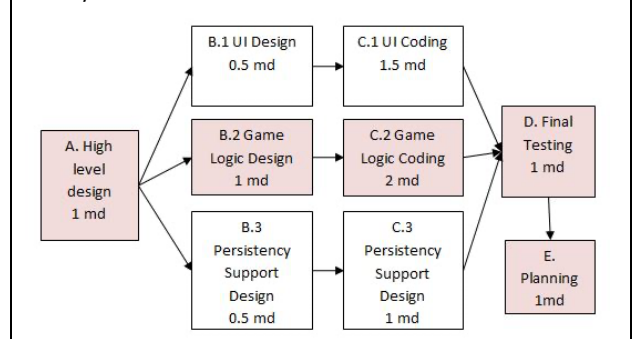 A. High
level
design
1 md
B.1 UI Design
0.5 md
C.1 UI Coding
1.5 md
B.2 Game
Logic Design
1 md
C.2 Game
Logic Coding
2 md
B.3
Persistency
Support
Design
0.5 md
C.3
Persistency
Support
Design
1 md
D. Final
Testing
1 md
E.
Planning
1md